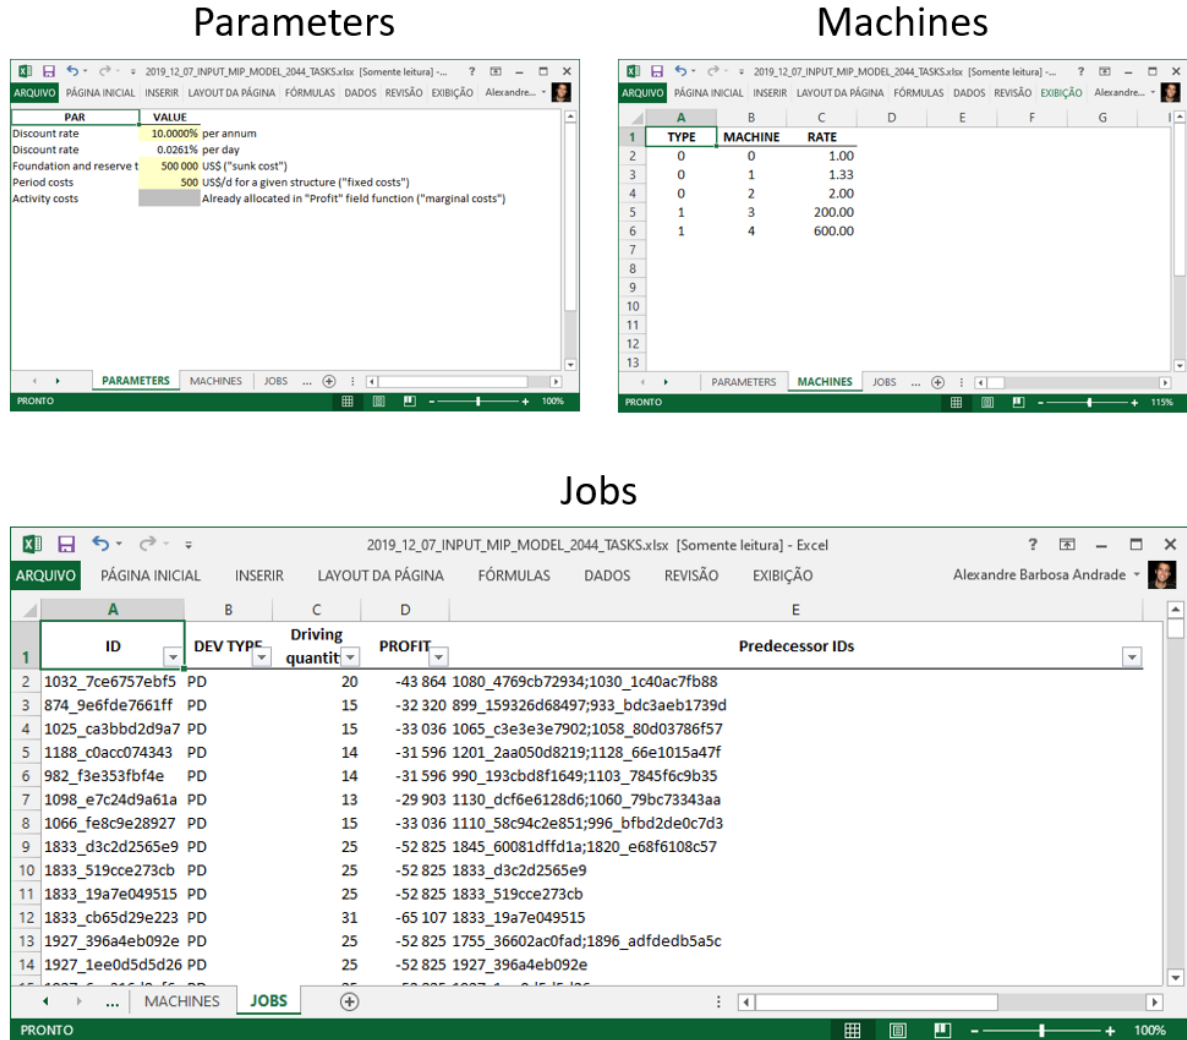 Parameters
2019_12_07_INPUT_MIP_MODEL_2044_TASKS.xlsx [Somente leitura] -... ?
ARQUIVO PÁGINA INICIAL INSERIR LAYOUT DA PÁGINA FÓRMULAS DADOS REVISÃO EXIBIÇÃO Alexandre...
PAR VALUE
Discount rate 10.0000% per annum
Discount rate 0.0261% per day
Foundation and reserve t 500 000 US$ ("sunk cost")
Period costs 500 US$/d for a given structure ("fixed costs")
Activity costs Already allocated in "Profit" field function ("marginal costs")
PARAMETERS MACHINES JOBS ...
PRONTO 100%
Machines
2019_12_07_INPUT_MIP_MODEL_2044_TASKS.xlsx [Somente leitura] -... ?
ARQUIVO PÁGINA INICIAL INSERIR LAYOUT DA PÁGINA FÓRMULAS DADOS REVISÃO EXIBIÇÃO Alexandre...
A B C D E F G
1 TYPE MACHINE RATE
2 0 0 1.00
3 0 1 1.33
4 0 2 2.00
5 1 3 200.00
6 1 4 600.00
7
8
9
10
11
12
13
PARAMETERS MACHINES JOBS ...
PRONTO 115%
Jobs
2019_12_07_INPUT_MIP_MODEL_2044_TASKS.xlsx [Somente leitura] - Excel ?
ARQUIVO PÁGINA INICIAL INSERIR LAYOUT DA PÁGINA FÓRMULAS DADOS REVISÃO EXIBIÇÃO Alexandre Barbosa Andrade
A B C D E
1 ID DEV TYPE Driving quantit PROFIT Predecessor IDs
2 1032_7ce6757ebf5 PD 20 -43 864 1080_4769cb72934;1030_1c40ac7fb88
3 874_9e6fde7661ff PD 15 -32 320 899_159326d68497;933_bdc3aeb1739d
4 1025_ca3bbd2d9a7 PD 15 -33 036 1065_c3e3e3e7902;1058_80d03786f57
5 1188_c0acc074343 PD 14 -31 596 1201_2aa050d8219;1128_66e1015a47f
6 982_f3e353fbf4e PD 14 -31 596 990_193cbd8f1649;1103_7845f6c9b35
7 1098_e7c24d9a61a PD 13 -29 903 1130_dcf6e6128d6;1060_79bc73343aa
8 1066_fe8c9e28927 PD 15 -33 036 1110_58c94c2e851;996_bfbd2de0c7d3
9 1833_d3c2d2565e9 PD 25 -52 825 1845_60081dffd1a;1820_e68f6108c57
10 1833_519cce273cb PD 25 -52 825 1833_d3c2d2565e9
11 1833_19a7e049515 PD 25 -52 825 1833_519cce273cb
12 1833_cb65d29e223 PD 31 -65 107 1833_19a7e049515
13 1927_396a4eb092e PD 25 -52 825 1755_36602ac0fad;1896_adfdedb5a5c
14 1927_1ee0d5d5d26 PD 25 -52 825 1927_396a4eb092e
... MACHINES JOBS
PRONTO 100%